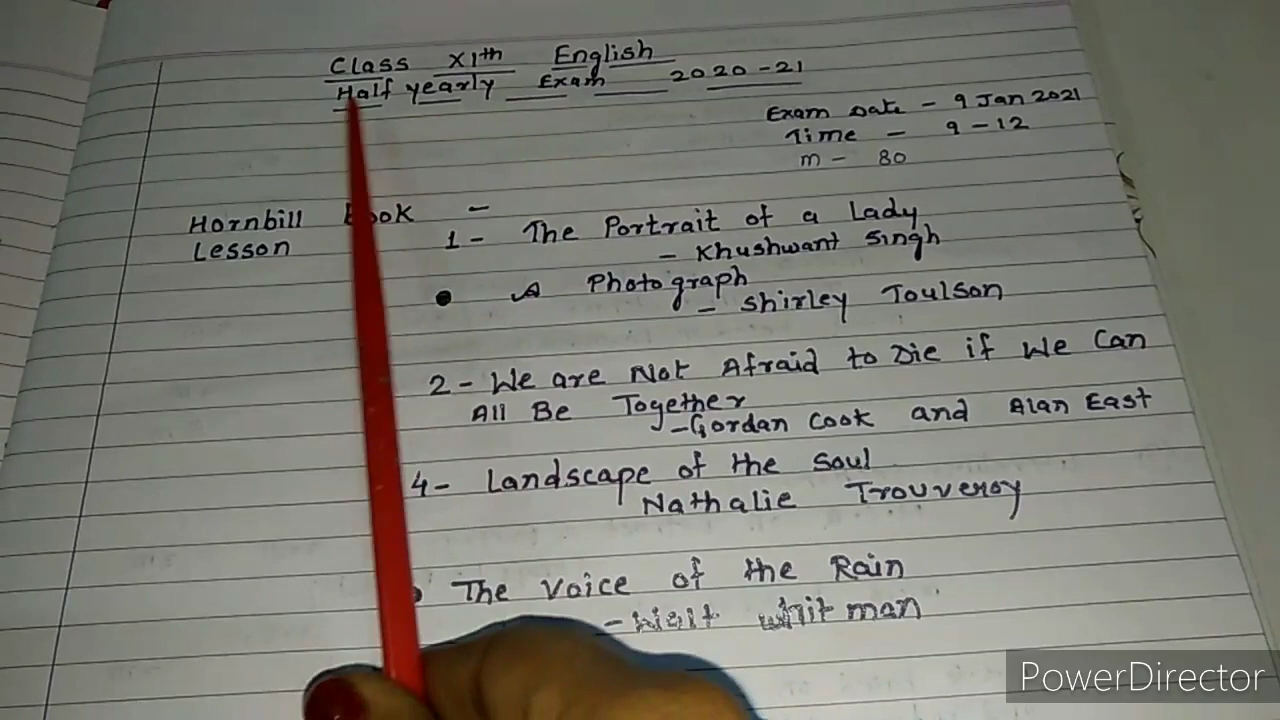 Class XIth English
Half yearly Exam 2020-21
Exam Date - 9 Jan 2021
Time - 9-12
m - 80
Hornbill Book -
Lesson 1- The Portrait of a Lady
- Khushwant Singh
• A Photograph
- Shirley Toulson
2- We are Not Afraid to Die if We Can
All Be Together
- Gordan Cook and Alan East
4- Landscape of the Soul
Nathalie Trouveroy
• The Voice of the Rain
- Walt Whitman
PowerDirector